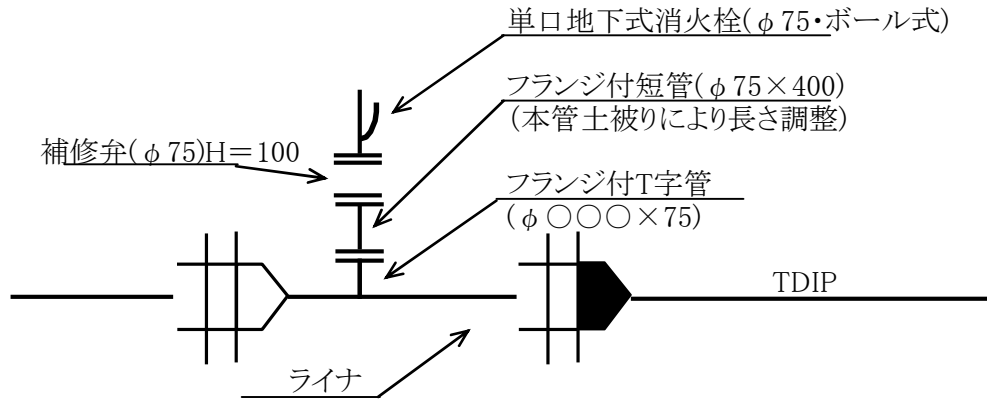 単口地下式消火栓(φ75・ボール式)
フランジ付短管(φ75×400)
(本管土被りにより長さ調整)
補修弁(φ75)H=100
フランジ付T字管
(φ○○○×75)
TDIP
ライナ